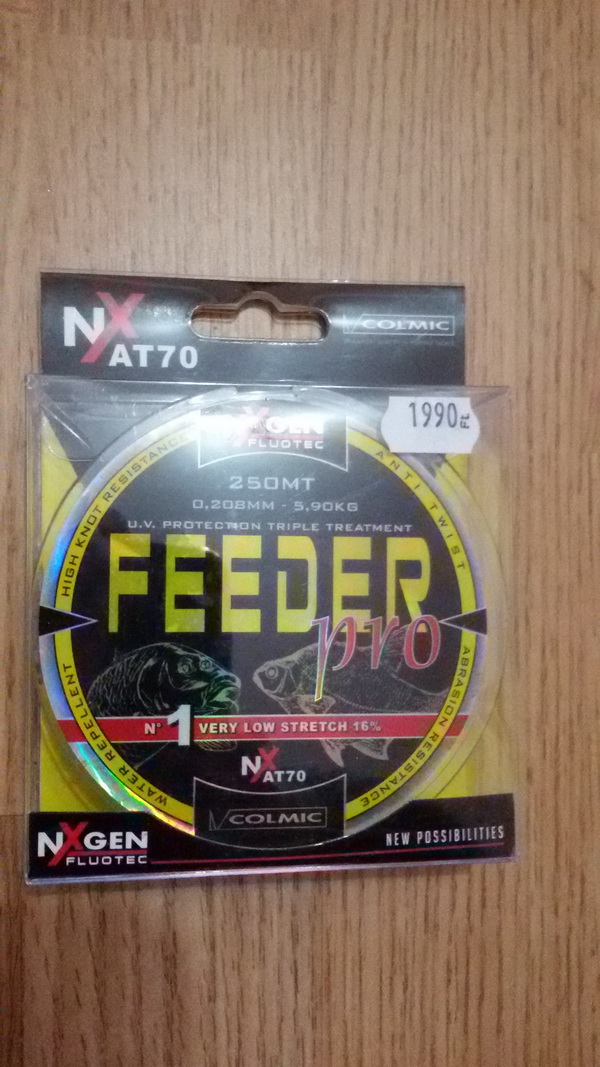 NX AT70
COLMIC
1990 Ft.
NXGEN
FLUOTEC
250MT
0,208MM - 5,90KG
U.V. PROTECTION TRIPLE TREATMENT
HIGH KNOT RESISTANCE
ANTI TWIST
FEEDER
pro
WATER REPELLENT
ABRASION RESISTANCE
N° 1 VERY LOW STRETCH 16%
NX AT70
COLMIC
NXGEN
FLUOTEC
NEW POSSIBILITIES